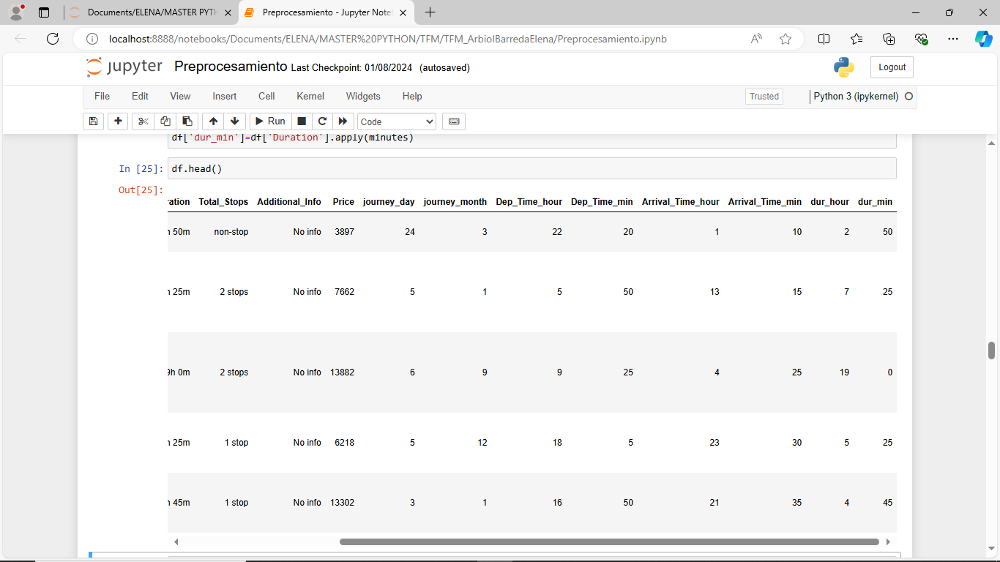 Documents/ELENA/MASTER PYTH
Preprocesamiento - Jupyter Note
localhost:8888/notebooks/Documents/ELENA/MASTER%20PYTHON/TFM/TFM_ArbiolBarredaElena/Preprocesamiento.ipynb
jupyter Preprocesamiento Last Checkpoint: 01/08/2024 (autosaved) Logout
File Edit View Insert Cell Kernel Widgets Help Trusted Python 3 (ipykernel)
Run Code
df['dur_min']=df['Duration'].apply(minutes)
In [25]: df.head()
Out[25]:
ration Total_Stops Additional_Info Price journey_day journey_month Dep_Time_hour Dep_Time_min Arrival_Time_hour Arrival_Time_min dur_hour dur_min
h 50m non-stop No info 3897 24 3 22 20 1 10 2 50
h 25m 2 stops No info 7662 5 1 5 50 13 15 7 25
9h 0m 2 stops No info 13882 6 9 9 25 4 25 19 0
h 25m 1 stop No info 6218 5 12 18 5 23 30 5 25
h 45m 1 stop No info 13302 3 1 16 50 21 35 4 45